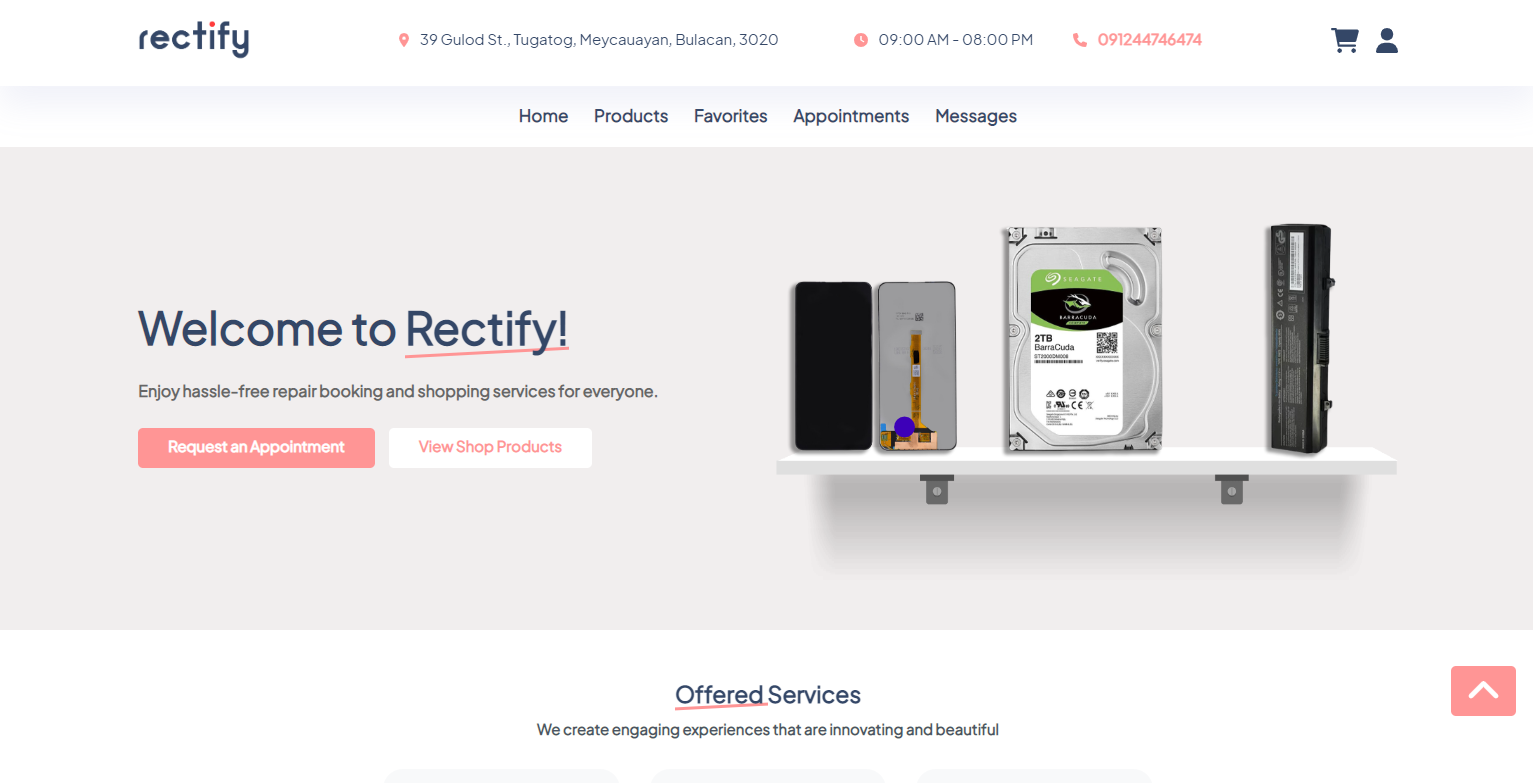 rectify
39 Gulod St., Tugatog, Meycauayan, Bulacan, 3020
09:00 AM - 08:00 PM
091244746474
Home Products Favorites Appointments Messages
Welcome to Rectify!
Enjoy hassle-free repair booking and shopping services for everyone.
Request an Appointment
View Shop Products
SEAGATE
BARRACUDA
2TB
BarraCuda
Offered Services
We create engaging experiences that are innovating and beautiful